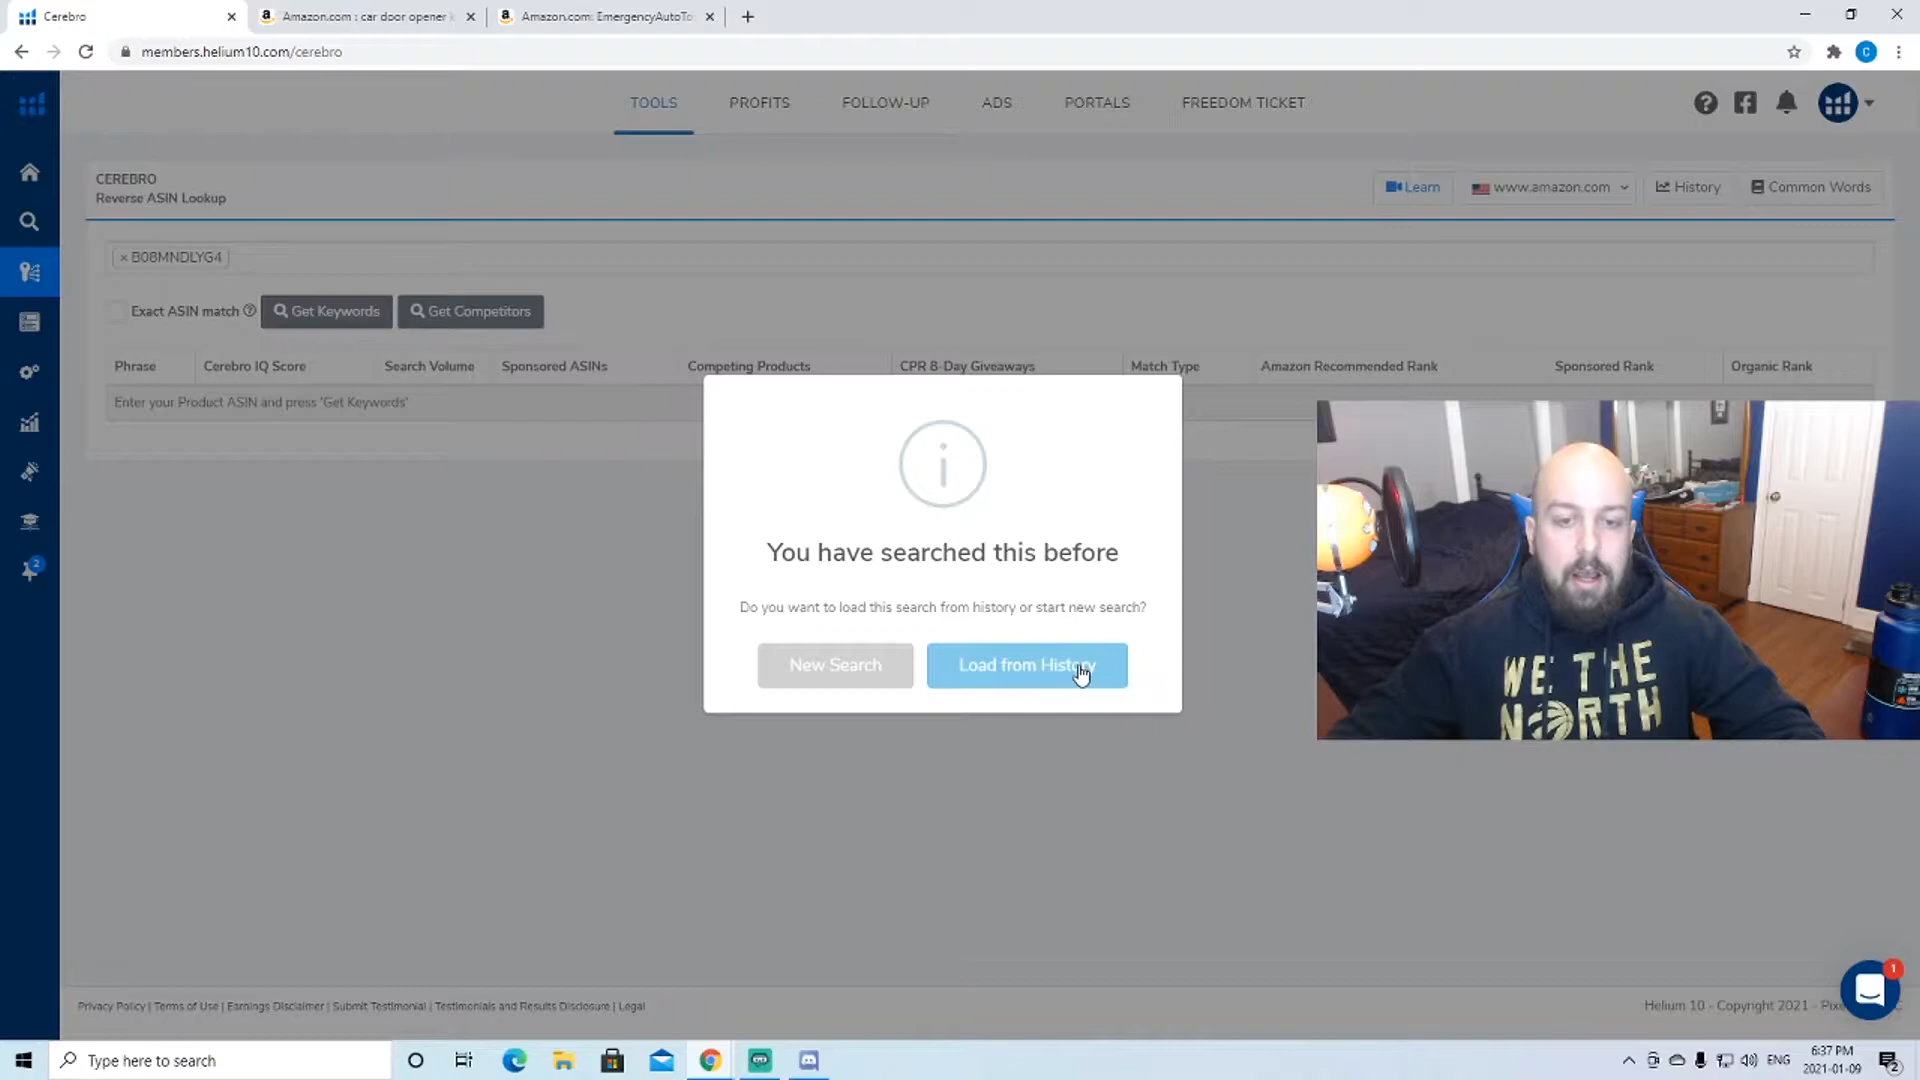 Cerebro
Amazon.com : car door opener
Amazon.com: EmergencyAutoTo
members.helium10.com/cerebro
C
TOOLS
PROFITS
FOLLOW-UP
ADS
PORTALS
FREEDOM TICKET
CEREBRO
Reverse ASIN Lookup
Learn
www.amazon.com
History
Common Words
× B08MNDLYG4
Exact ASIN match
Get Keywords
Get Competitors
Phrase
Cerebro IQ Score
Search Volume
Sponsored ASINs
Competing Products
CPR 8-Day Giveaways
Match Type
Amazon Recommended Rank
Sponsored Rank
Organic Rank
Enter your Product ASIN and press 'Get Keywords'
You have searched this before
Do you want to load this search from history or start new search?
New Search
Load from History
2
WE THE
NORTH
1
Privacy Policy | Terms of Use | Earnings Disclaimer | Submit Testimonial | Testimonials and Results Disclosure | Legal
Helium 10 - Copyright 2021 -
Type here to search
ENG
6:37 PM
2021-01-09
2